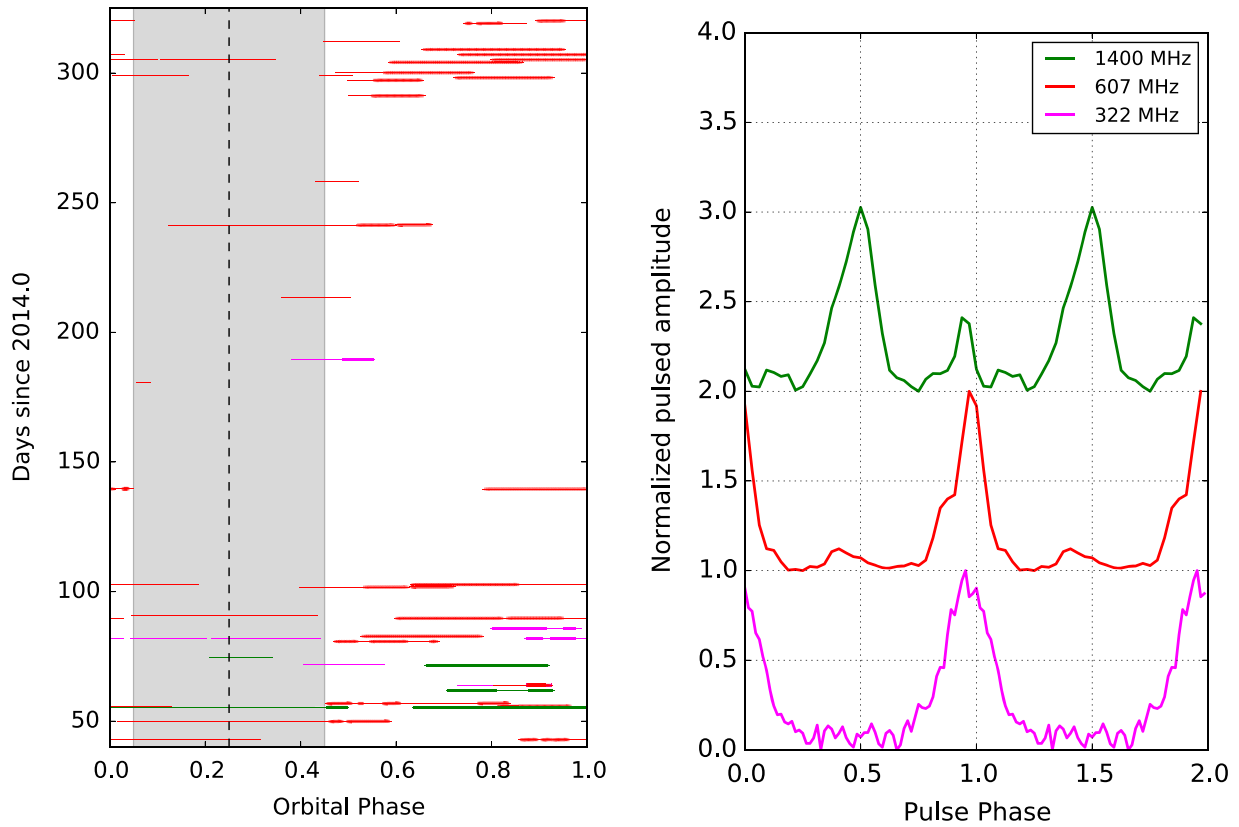 Days since 2014.0
300
250
200
150
100
50
0.0 0.2 0.4 0.6 0.8 1.0
Orbital Phase
Normalized pulsed amplitude
4.0
3.5
3.0
2.5
2.0
1.5
1.0
0.5
0.0
1400 MHz
607 MHz
322 MHz
0.0 0.5 1.0 1.5 2.0
Pulse Phase